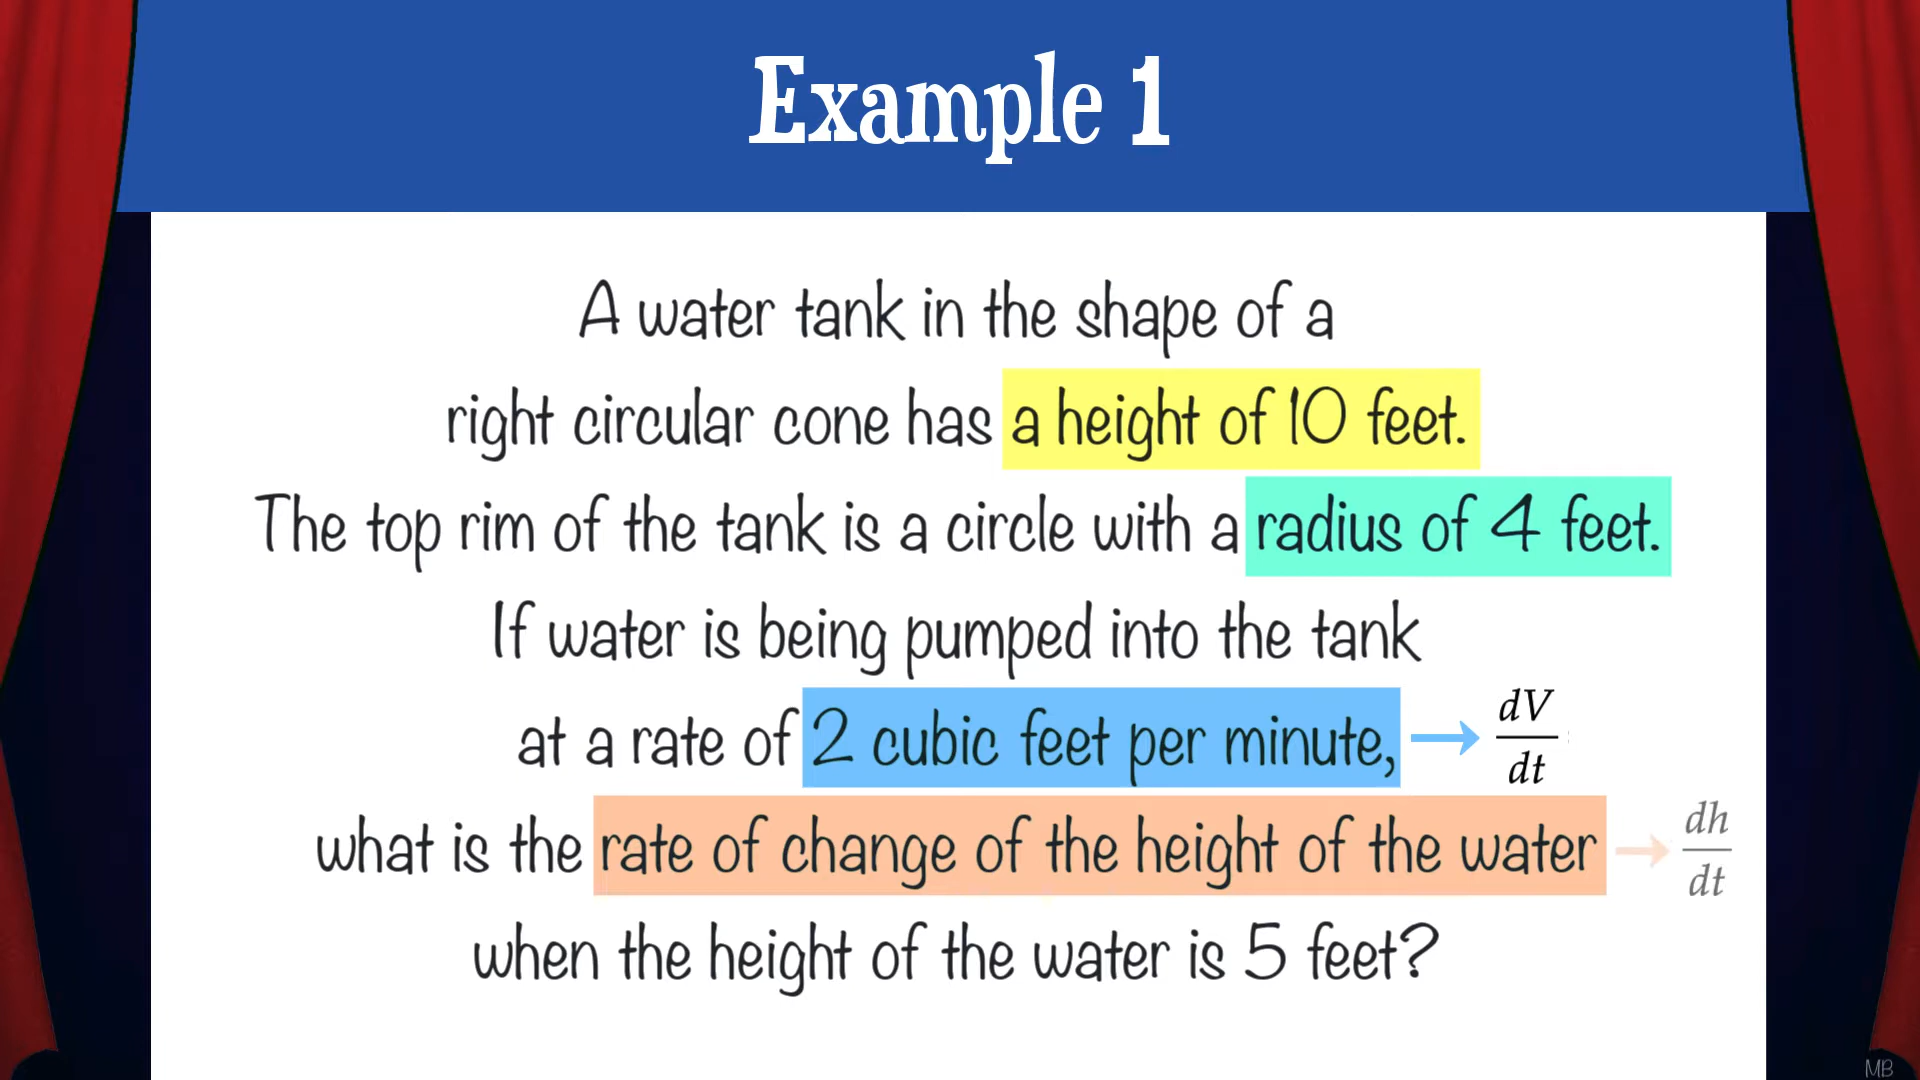 Example 1
A water tank in the shape of a
right circular cone has a height of 10 feet.
The top rim of the tank is a circle with a radius of 4 feet.
If water is being pumped into the tank
at a rate of 2 cubic feet per minute, → dV/dt
what is the rate of change of the height of the water → dh/dt
when the height of the water is 5 feet?
MB